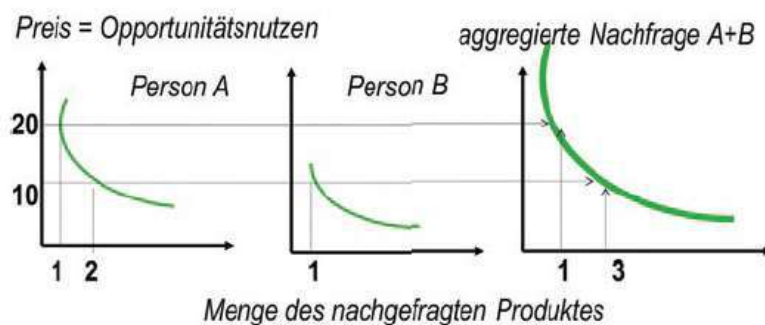 Preis = Opportunitätsnutzen
aggregierte Nachfrage A+B
Person A
Person B
20
10
1 2
1
1 3
Menge des nachgefragten Produktes